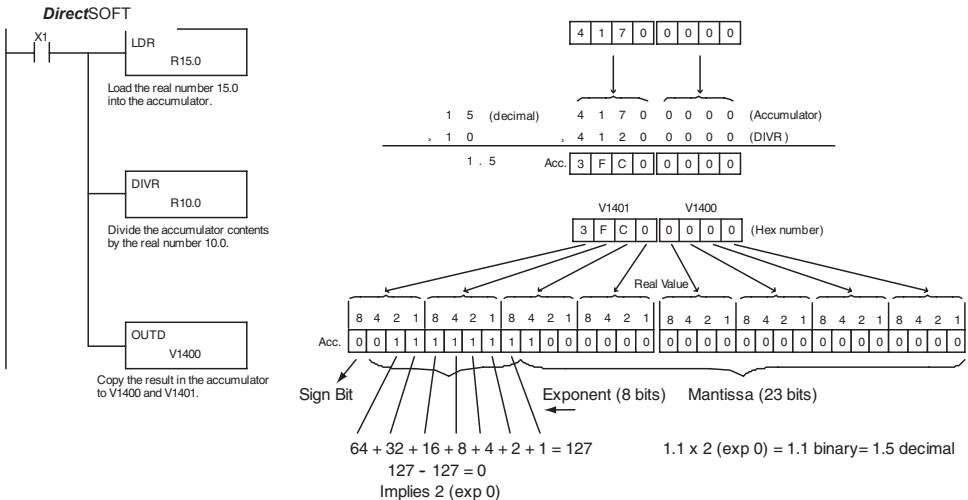 DirectSOFT
X1
LDR
R15.0
Load the real number 15.0
into the accumulator.
DIVR
R10.0
Divide the accumulator contents
by the real number 10.0.
OUTD
V1400
Copy the result in the accumulator
to V1400 and V1401.
4 1 7 0 0 0 0 0
1 5 (decimal) 4 1 7 0 0 0 0 0 (Accumulator)
, 1 0 , 4 1 2 0 0 0 0 0 (DIVR)
1 . 5 Acc. 3 F C 0 0 0 0 0
V1401 V1400
3 F C 0 0 0 0 0 (Hex number)
Real Value
8 4 2 1 8 4 2 1 8 4 2 1 8 4 2 1 8 4 2 1 8 4 2 1 8 4 2 1 8 4 2 1
Acc. 0 0 1 1 1 1 1 1 1 1 0 0 0 0 0 0 0 0 0 0 0 0 0 0 0 0 0 0 0 0 0 0
Sign Bit Exponent (8 bits) Mantissa (23 bits)
64 + 32 + 16 + 8 + 4 + 2 + 1 = 127 1.1 x 2 (exp 0) = 1.1 binary= 1.5 decimal
127 - 127 = 0
Implies 2 (exp 0)